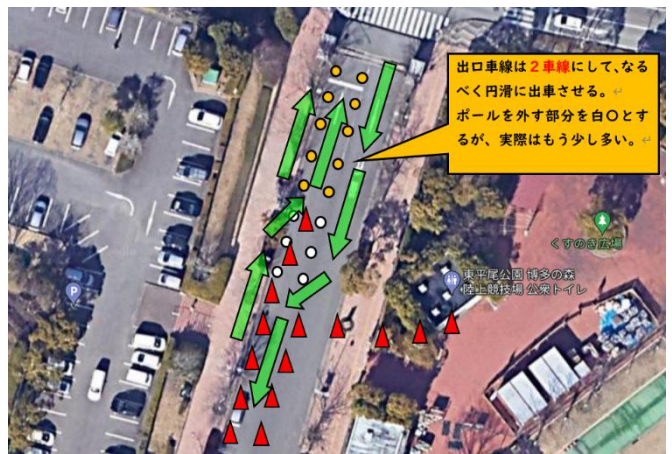 出口車線は２車線にして、なる
べく円滑に出車させる。
ポールを外す部分を白〇とす
るが、実際はもう少し多い。
くすのき広場
東平尾公園 博多の森
陸上競技場 公衆トイレ
P